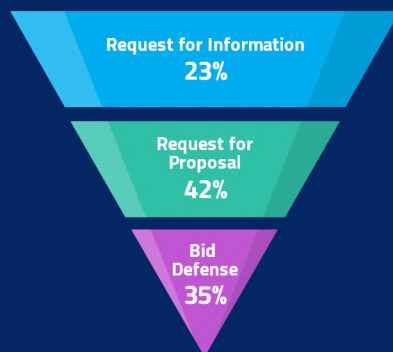 Request for Information
23%
Request for
Proposal
42%
Bid
Defense
35%